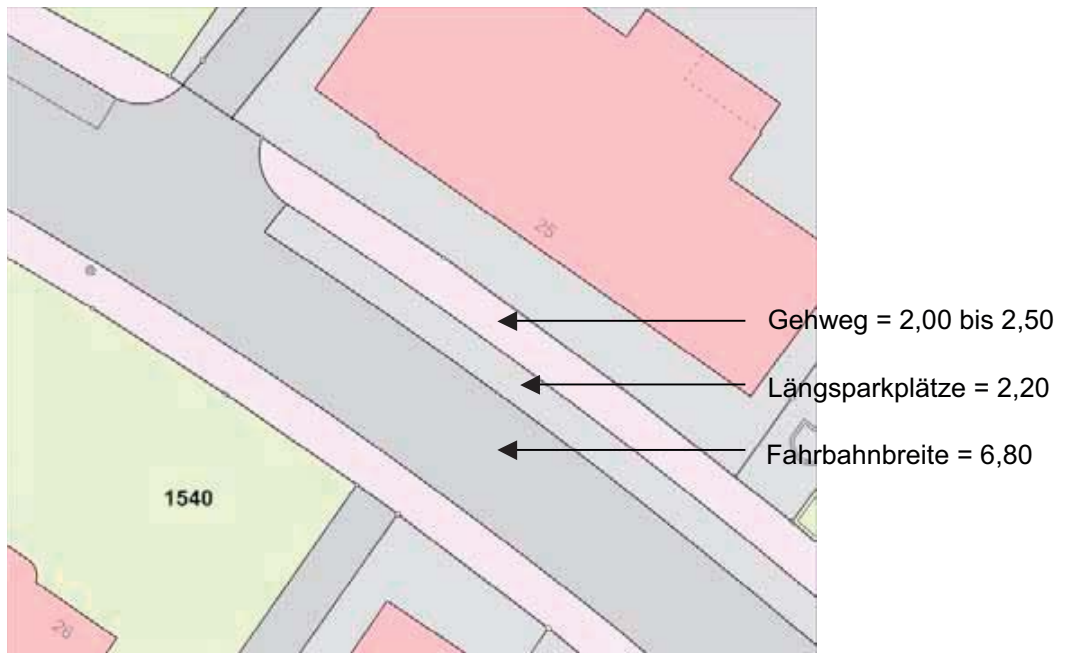 25
Gehweg = 2,00 bis 2,50
Längsparkplätze = 2,20
Fahrbahnbreite = 6,80
1540
26